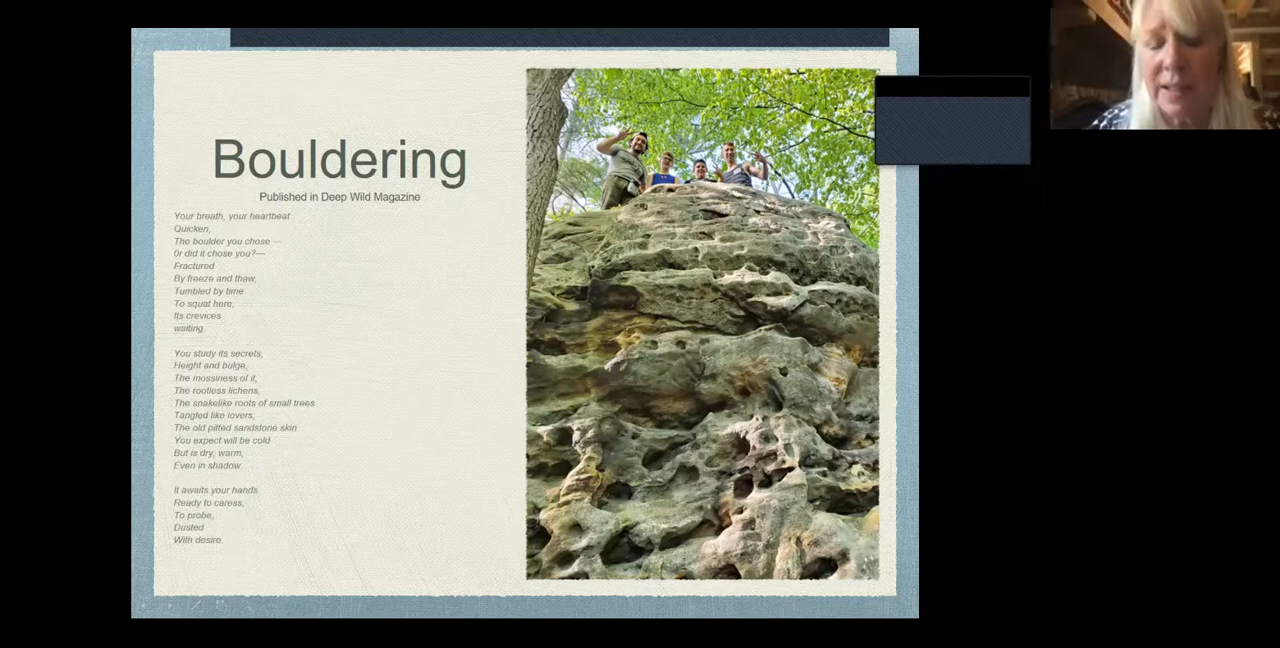 Bouldering
Published in Deep Wild Magazine
Your breath, your heartbeat
Quicken,
The boulder you chose —
0r did it chose you?—
Fractured
By freeze and thaw,
Tumbled by time
To squat here,
Its crevices
waiting.
You study its secrets,
Height and bulge,
The mossiness of it,
The rootless lichens,
The snakelike roots of small trees
Tangled like lovers,
The old pitted sandstone skin
You expect will be cold
But is dry, warm,
Even in shadow.
It awaits your hands.
Ready to caress,
To probe,
Dusted
With desire.